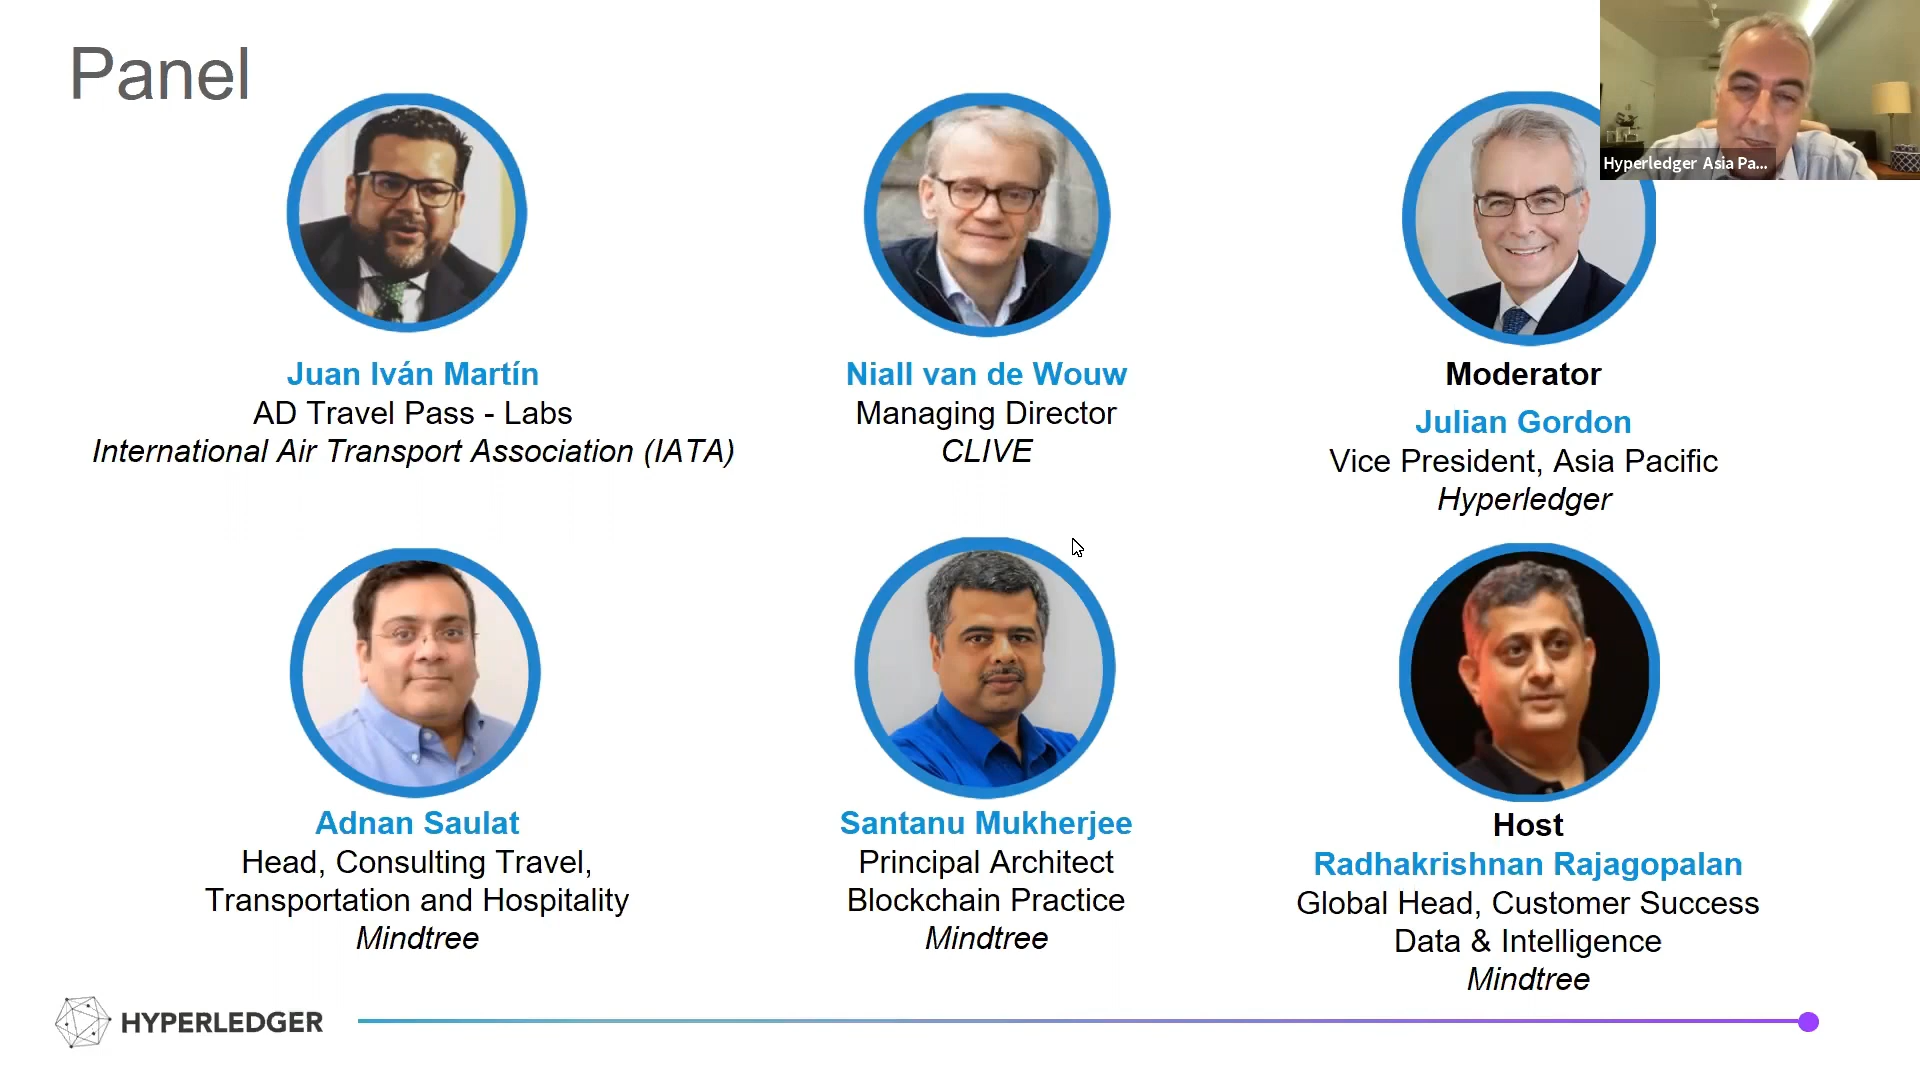 Panel
Hyperledger Asia Pa...
Juan Iván Martín
AD Travel Pass - Labs
International Air Transport Association (IATA)
Niall van de Wouw
Managing Director
CLIVE
Moderator
Julian Gordon
Vice President, Asia Pacific
Hyperledger
Adnan Saulat
Head, Consulting Travel,
Transportation and Hospitality
Mindtree
Santanu Mukherjee
Principal Architect
Blockchain Practice
Mindtree
Host
Radhakrishnan Rajagopalan
Global Head, Customer Success
Data & Intelligence
Mindtree
HYPERLEDGER